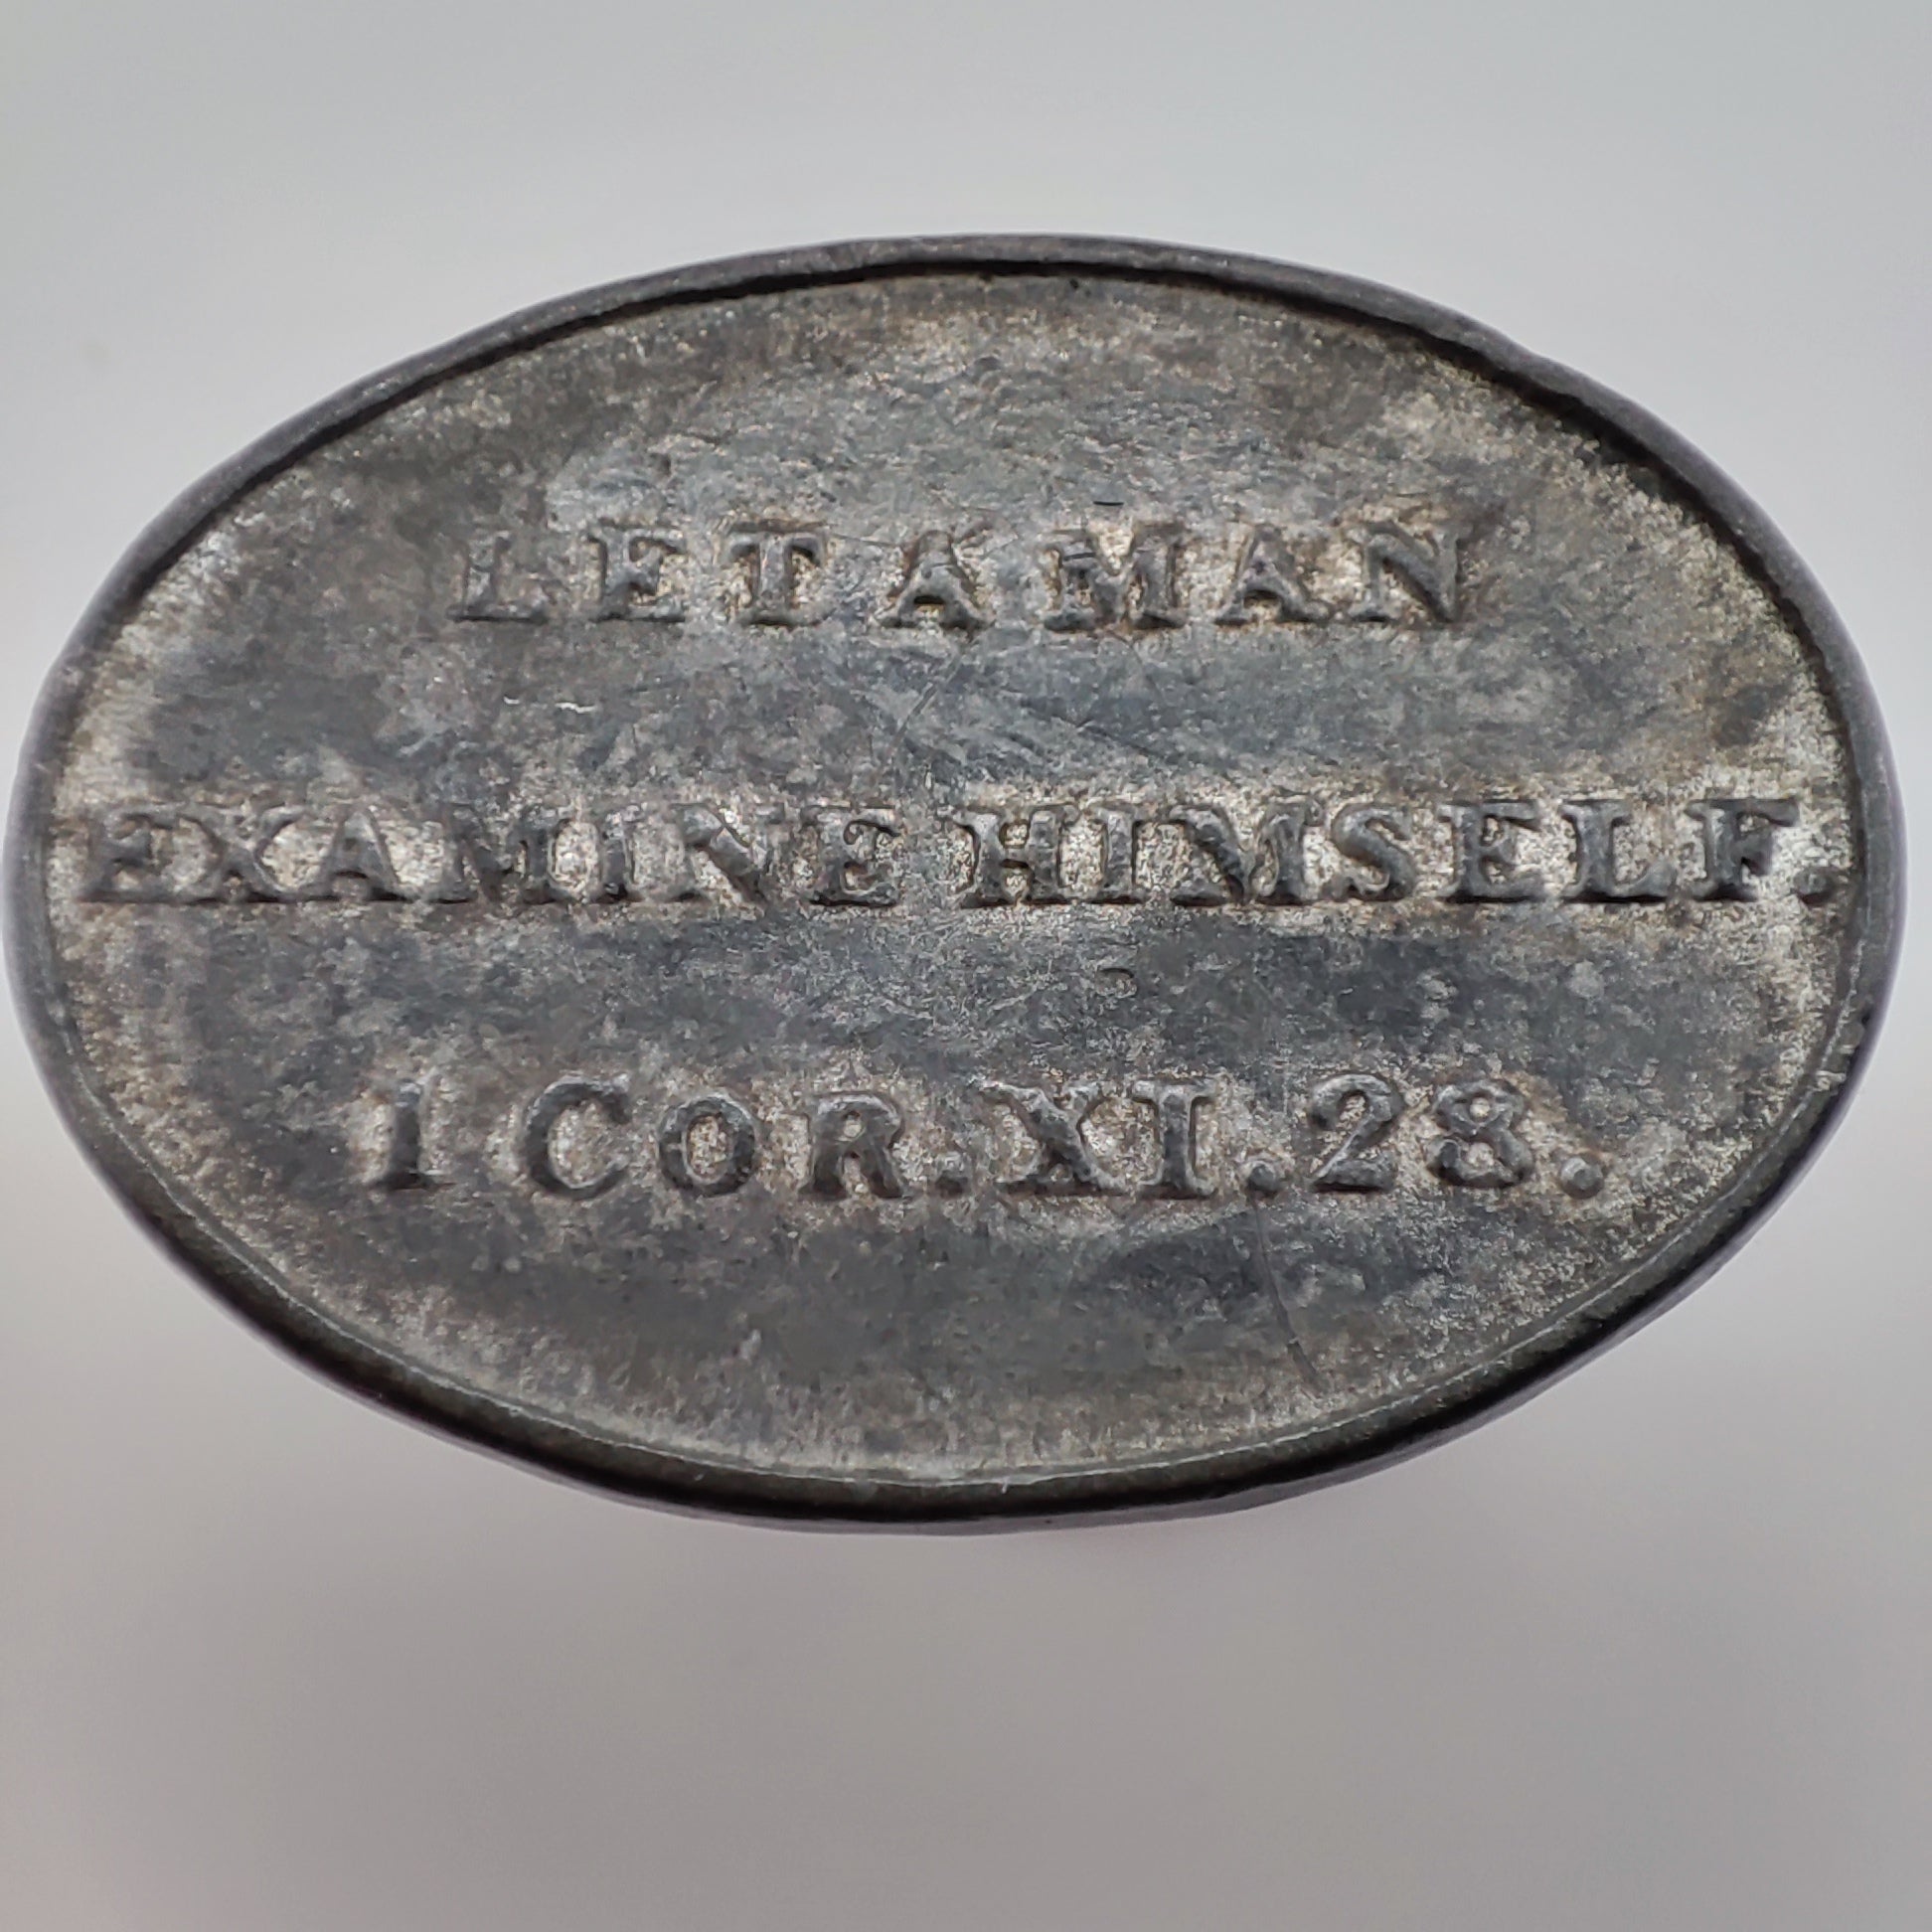 LET A MAN
EXAMINE HIMSELF.
1 COR.XI.28.